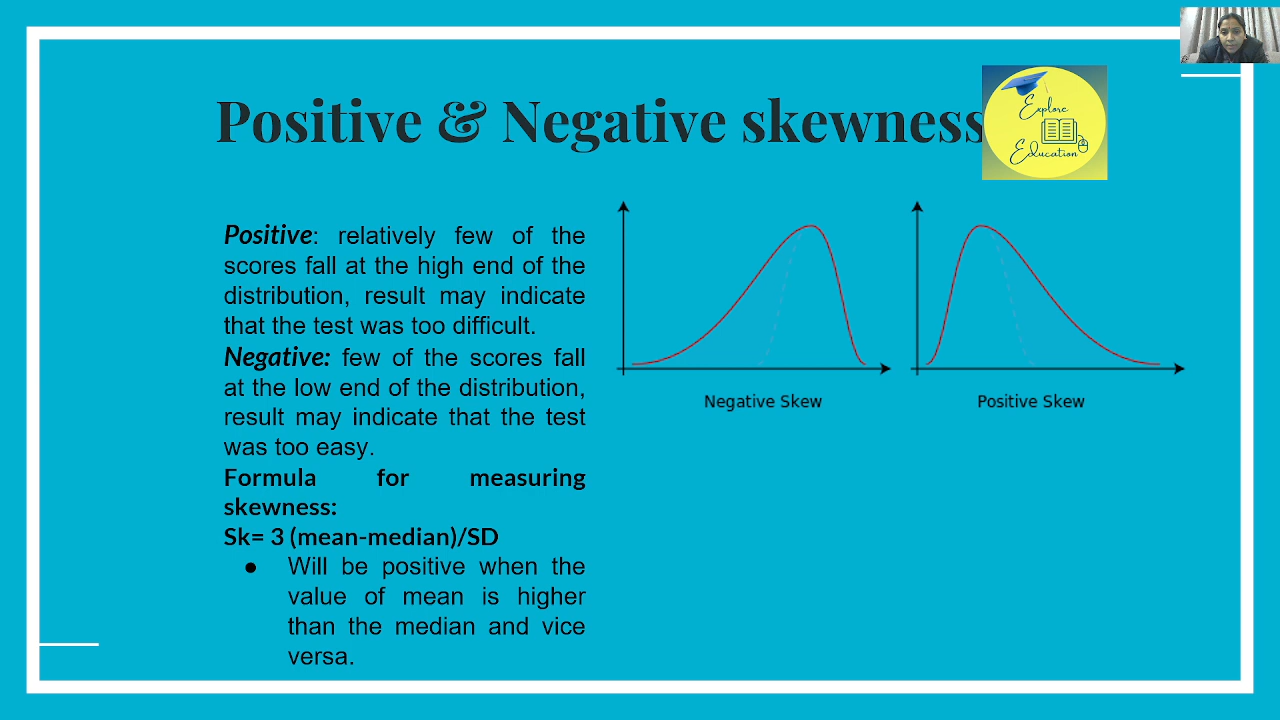 Positive & Negative skewness
Explore
Education
Positive: relatively few of the
scores fall at the high end of the
distribution, result may indicate
that the test was too difficult.
Negative: few of the scores fall
at the low end of the distribution,
result may indicate that the test
was too easy.
Formula for measuring
skewness:
Sk= 3 (mean-median)/SD
● Will be positive when the
value of mean is higher
than the median and vice
versa.
Negative Skew
Positive Skew